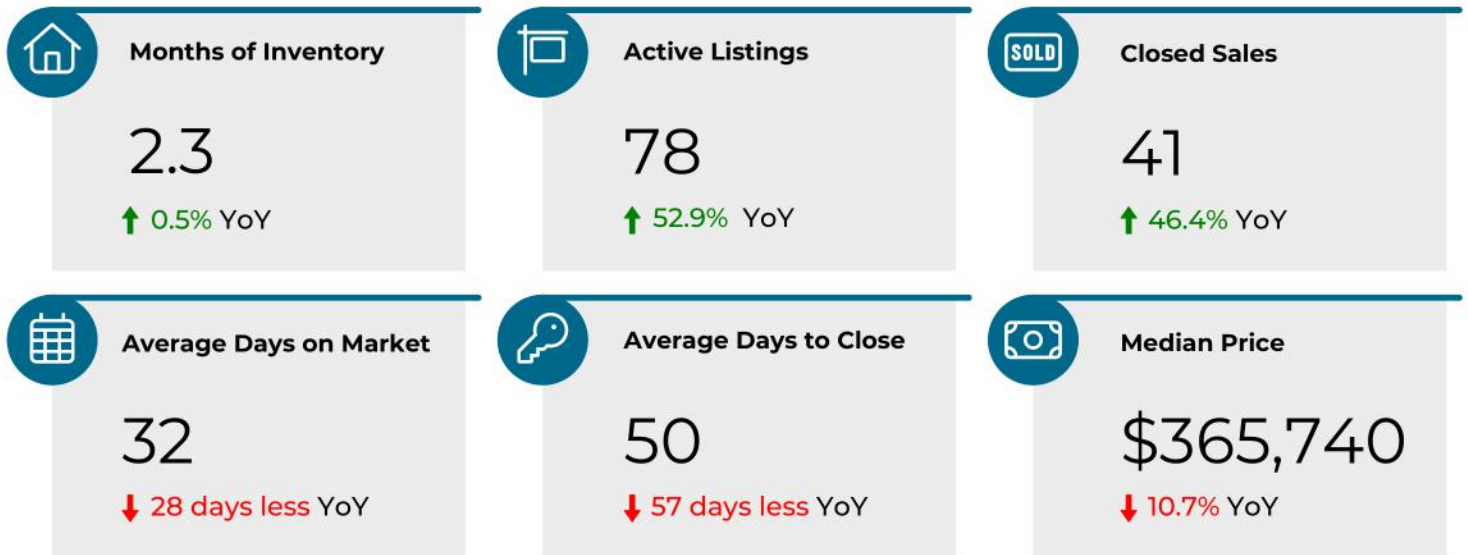 Months of Inventory
2.3
0.5% YoY
Active Listings
78
52.9% YoY
SOLD
Closed Sales
41
46.4% YoY
Average Days on Market
32
28 days less YoY
Average Days to Close
50
57 days less YoY
Median Price
$365,740
10.7% YoY